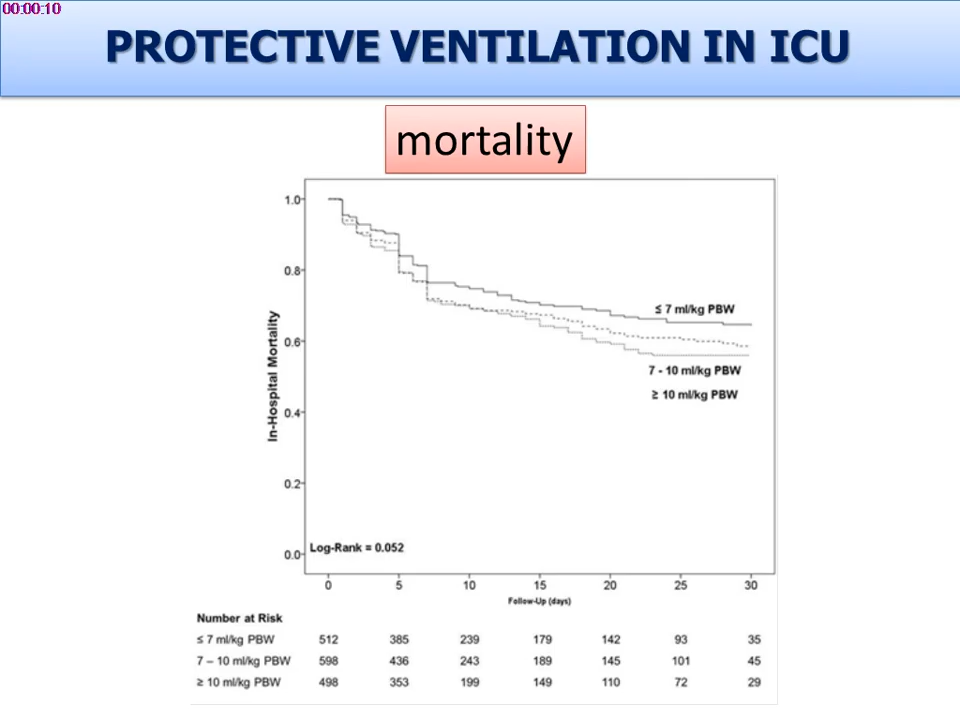 00:00:10
PROTECTIVE VENTILATION IN ICU
mortality
1.0
0.8
0.6
0.4
0.2
0.0
In-Hospital Mortality
≤ 7 ml/kg PBW
7 - 10 ml/kg PBW
≥ 10 ml/kg PBW
Log-Rank = 0.052
0 5 10 15 20 25 30
Follow-Up (days)
Number at Risk
≤ 7 ml/kg PBW 512 385 239 179 142 93 35
7 – 10 ml/kg PBW 598 436 243 189 145 101 45
≥ 10 ml/kg PBW 498 353 199 149 110 72 29